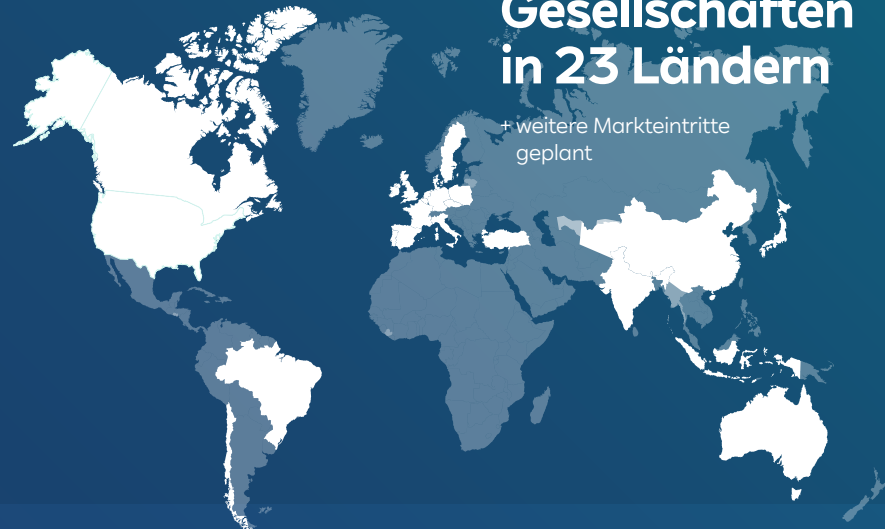 Gesellschaften
in 23 Ländern
+ weitere Markteintritte
geplant